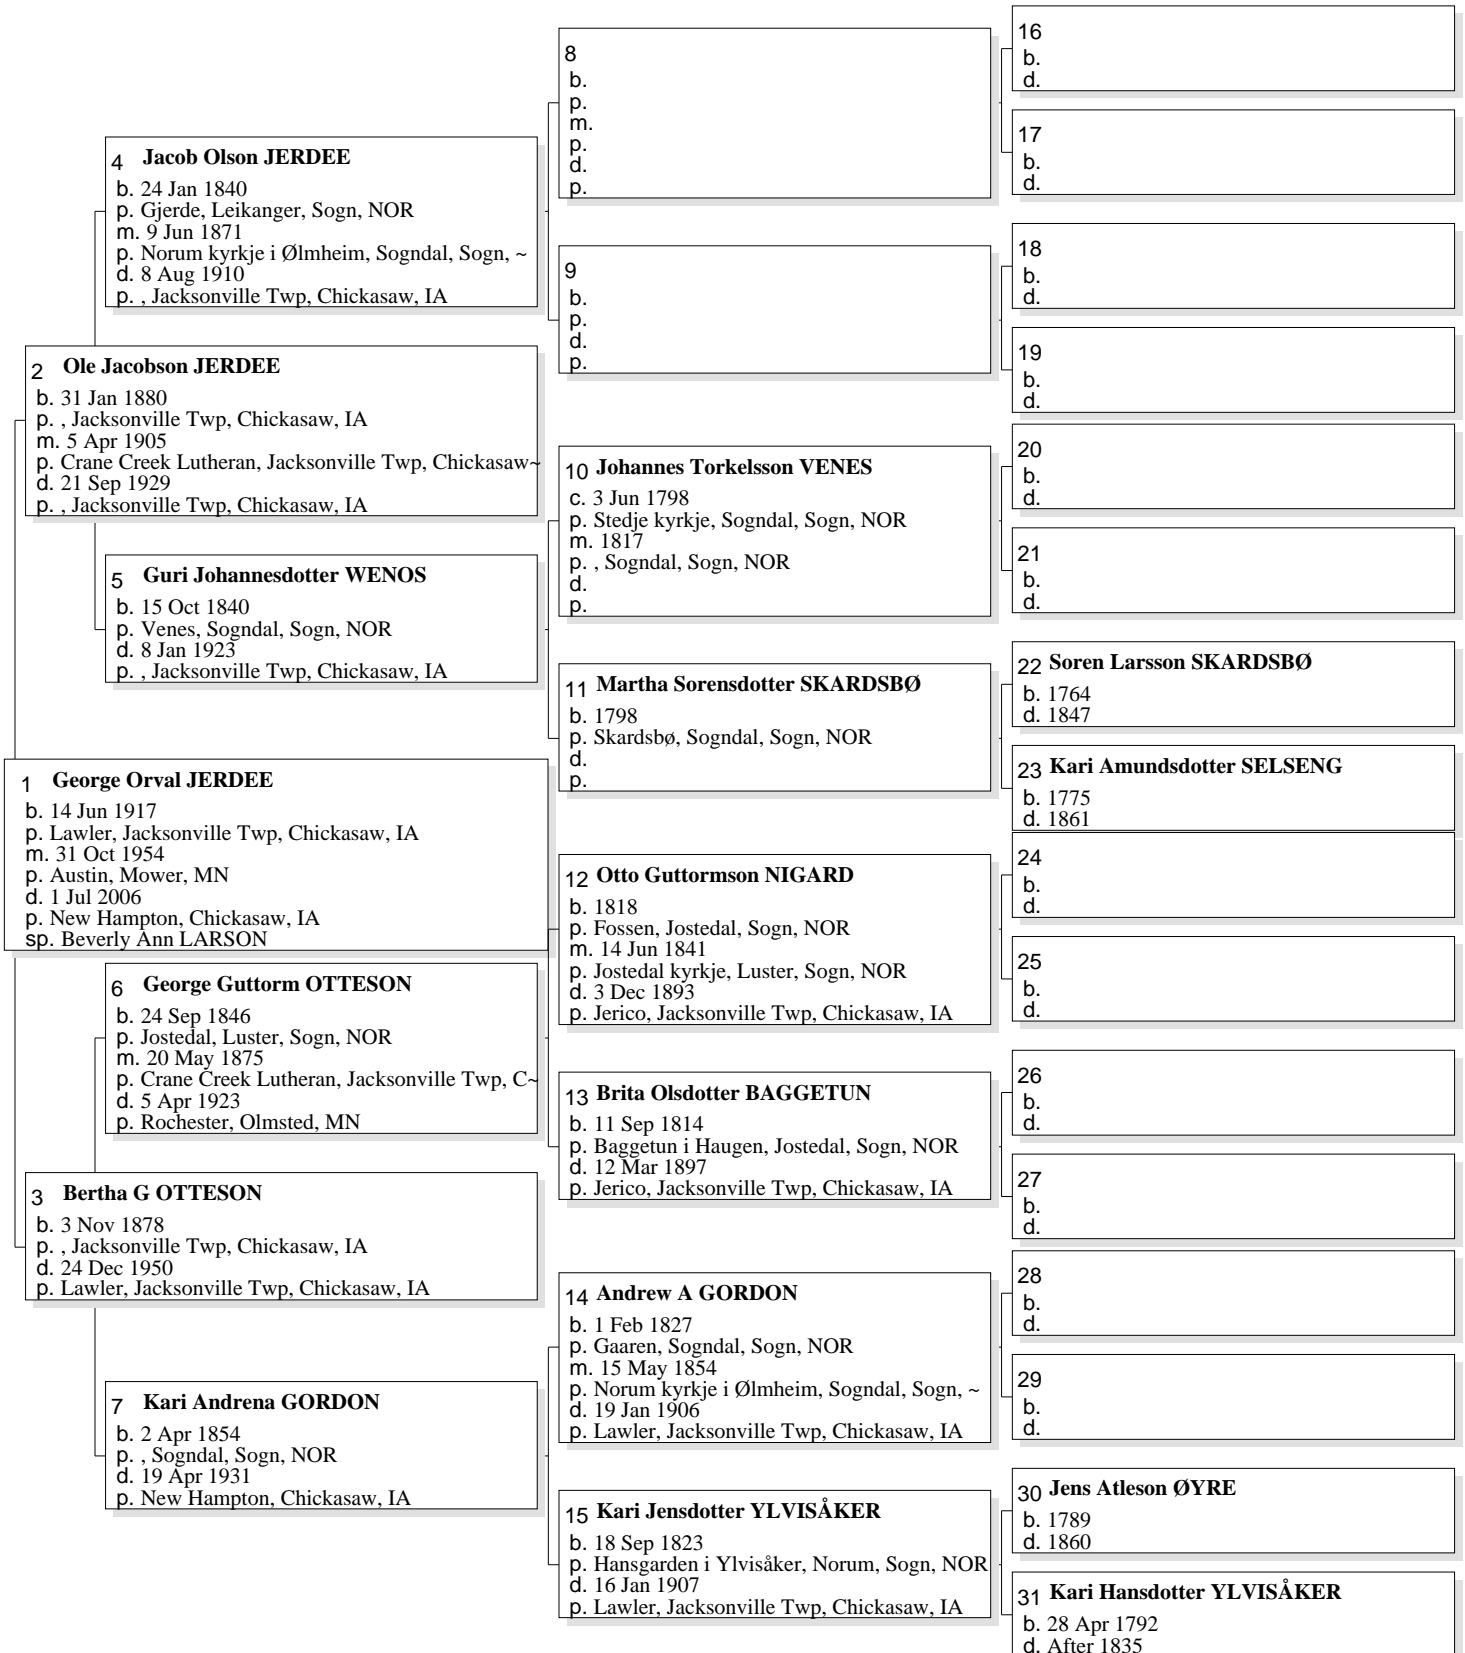 1 George Orval JERDEE
b. 14 Jun 1917
p. Lawler, Jacksonville Twp, Chickasaw, IA
m. 31 Oct 1954
p. Austin, Mower, MN
d. 1 Jul 2006
p. New Hampton, Chickasaw, IA
sp. Beverly Ann LARSON
2 Ole Jacobson JERDEE
b. 31 Jan 1880
p. , Jacksonville Twp, Chickasaw, IA
m. 5 Apr 1905
p. Crane Creek Lutheran, Jacksonville Twp, Chickasaw~
d. 21 Sep 1929
p. , Jacksonville Twp, Chickasaw, IA
3 Bertha G OTTESON
b. 3 Nov 1878
p. , Jacksonville Twp, Chickasaw, IA
d. 24 Dec 1950
p. Lawler, Jacksonville Twp, Chickasaw, IA
4 Jacob Olson JERDEE
b. 24 Jan 1840
p. Gjerde, Leikanger, Sogn, NOR
m. 9 Jun 1871
p. Norum kyrkje i Ølmheim, Sogndal, Sogn, ~
d. 8 Aug 1910
p. , Jacksonville Twp, Chickasaw, IA
5 Guri Johannesdotter WENOS
b. 15 Oct 1840
p. Venes, Sogndal, Sogn, NOR
d. 8 Jan 1923
p. , Jacksonville Twp, Chickasaw, IA
6 George Guttorm OTTESON
b. 24 Sep 1846
p. Jostedal, Luster, Sogn, NOR
m. 20 May 1875
p. Crane Creek Lutheran, Jacksonville Twp, C~
d. 5 Apr 1923
p. Rochester, Olmsted, MN
7 Kari Andrena GORDON
b. 2 Apr 1854
p. , Sogndal, Sogn, NOR
d. 19 Apr 1931
p. New Hampton, Chickasaw, IA
8
b.
p.
m.
p.
d.
p.
9
b.
p.
d.
p.
10 Johannes Torkelsson VENES
c. 3 Jun 1798
p. Stedje kyrkje, Sogndal, Sogn, NOR
m. 1817
p. , Sogndal, Sogn, NOR
d.
p.
11 Martha Sorensdotter SKARDSBØ
b. 1798
p. Skardsbø, Sogndal, Sogn, NOR
d.
p.
12 Otto Guttormson NIGARD
b. 1818
p. Fossen, Jostedal, Sogn, NOR
m. 14 Jun 1841
p. Jostedal kyrkje, Luster, Sogn, NOR
d. 3 Dec 1893
p. Jerico, Jacksonville Twp, Chickasaw, IA
13 Brita Olsdotter BAGGETUN
b. 11 Sep 1814
p. Baggetun i Haugen, Jostedal, Sogn, NOR
d. 12 Mar 1897
p. Jerico, Jacksonville Twp, Chickasaw, IA
14 Andrew A GORDON
b. 1 Feb 1827
p. Gaaren, Sogndal, Sogn, NOR
m. 15 May 1854
p. Norum kyrkje i Ølmheim, Sogndal, Sogn, ~
d. 19 Jan 1906
p. Lawler, Jacksonville Twp, Chickasaw, IA
15 Kari Jensdotter YLVISÅKER
b. 18 Sep 1823
p. Hansgarden i Ylvisåker, Norum, Sogn, NOR
d. 16 Jan 1907
p. Lawler, Jacksonville Twp, Chickasaw, IA
16
b.
d.
17
b.
d.
18
b.
d.
19
b.
d.
20
b.
d.
21
b.
d.
22 Soren Larsson SKARDSBØ
b. 1764
d. 1847
23 Kari Amundsdotter SELSENG
b. 1775
d. 1861
24
b.
d.
25
b.
d.
26
b.
d.
27
b.
d.
28
b.
d.
29
b.
d.
30 Jens Atleson ØYRE
b. 1789
d. 1860
31 Kari Hansdotter YLVISÅKER
b. 28 Apr 1792
d. After 1835